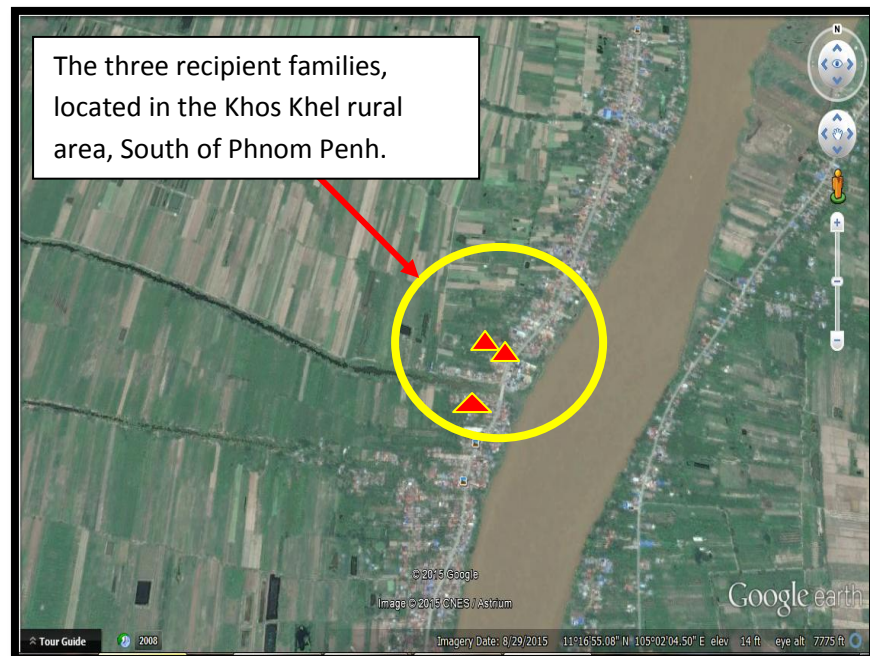 The three recipient families,
located in the Khos Khel rural
area, South of Phnom Penh.
N
© 2015 Google
Image © 2015 CNES / Astrium
Google earth
Tour Guide
2008
Imagery Date: 8/29/2015 11°16'55.08" N 105°02'04.50" E elev 14 ft eye alt 7775 ft